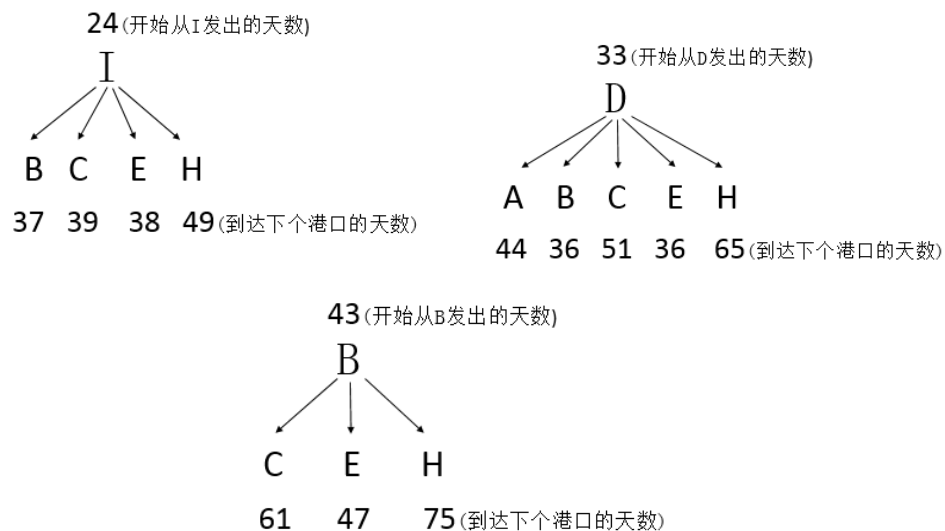 24(开始从I发出的天数)
I
B C E H
37 39 38 49(到达下个港口的天数)
33(开始从D发出的天数)
D
A B C E H
44 36 51 36 65(到达下个港口的天数)
43(开始从B发出的天数)
B
C E H
61 47 75(到达下个港口的天数)